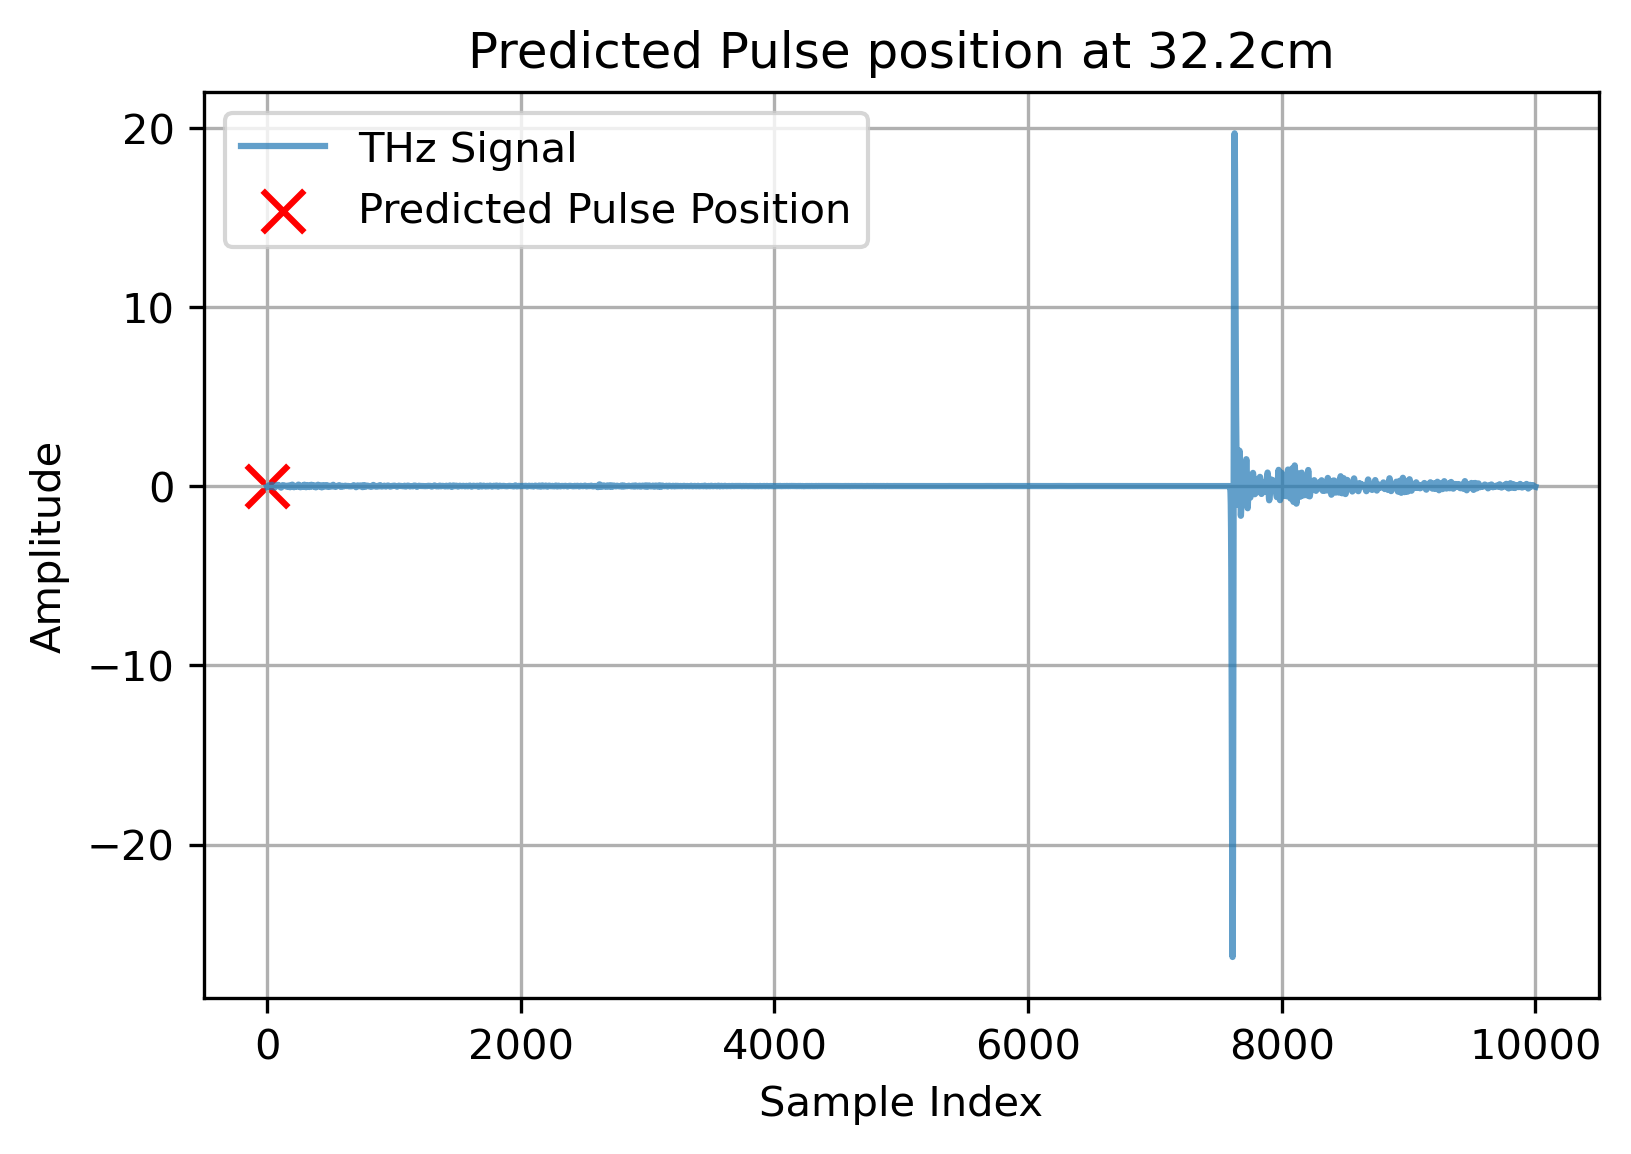 Predicted Pulse position at 32.2cm
THz Signal
Predicted Pulse Position
20
10
0
−10
−20
Amplitude
0 2000 4000 6000 8000 10000
Sample Index